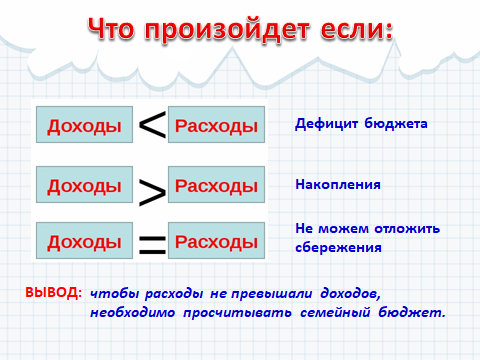 Что произойдет если:
Доходы < Расходы Дефицит бюджета
Доходы > Расходы Накопления
Доходы = Расходы Не можем отложить
сбережения
ВЫВОД: чтобы расходы не превышали доходов,
необходимо просчитывать семейный бюджет.